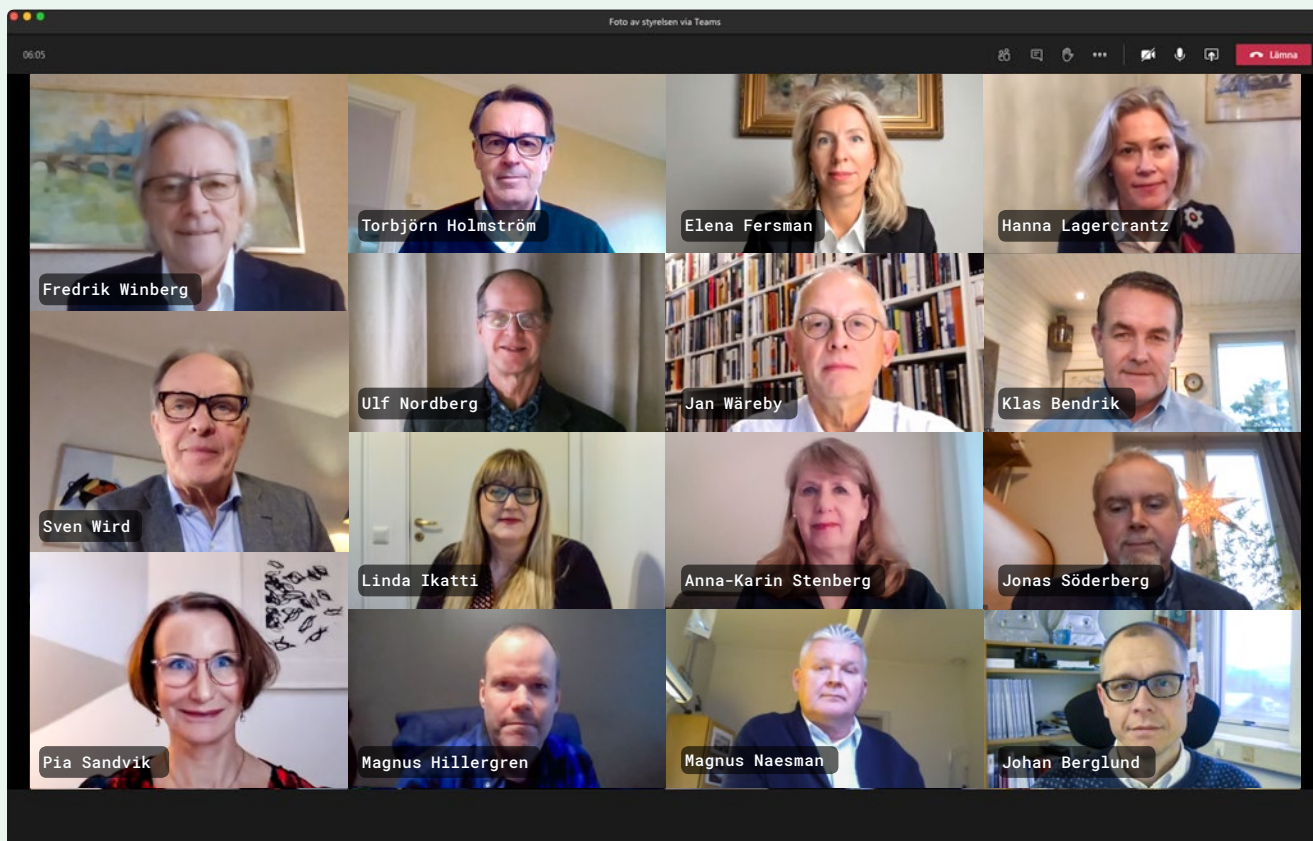 Foto av styrelsen via Teams
06:05
Lämna
Fredrik Winberg
Torbjörn Holmström
Elena Fersman
Hanna Lagercrantz
Ulf Nordberg
Jan Wäreby
Klas Bendrik
Sven Wird
Linda Ikatti
Anna-Karin Stenberg
Jonas Söderberg
Pia Sandvik
Magnus Hillergren
Magnus Naesman
Johan Berglund